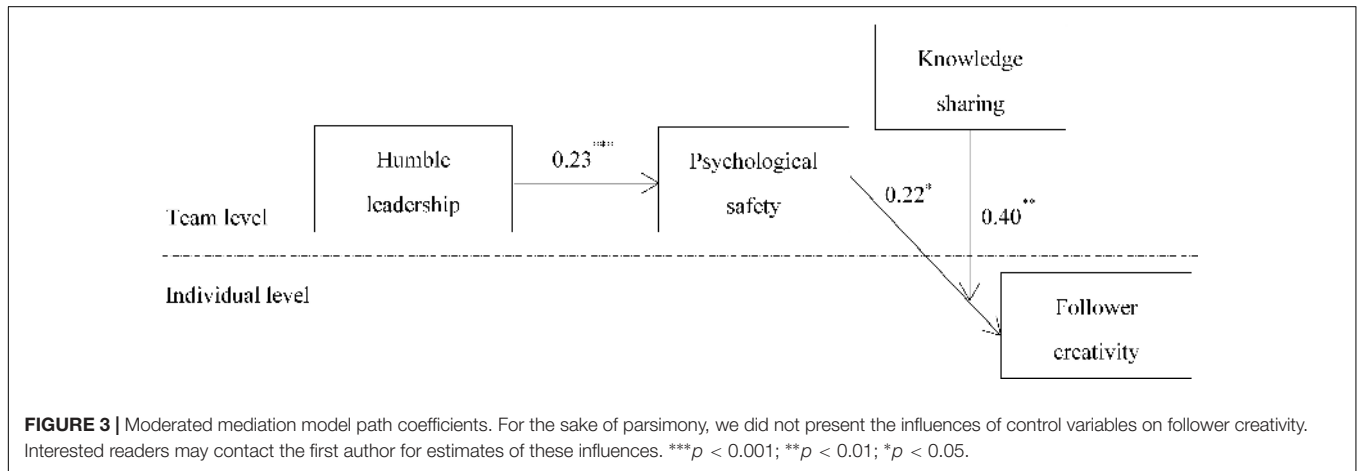 Knowledge
sharing
Humble
leadership
0.23***
Psychological
safety
0.22*
0.40**
Team level
Individual level
Follower
creativity
FIGURE 3 | Moderated mediation model path coefficients. For the sake of parsimony, we did not present the influences of control variables on follower creativity.
Interested readers may contact the first author for estimates of these influences. ***p < 0.001; **p < 0.01; *p < 0.05.